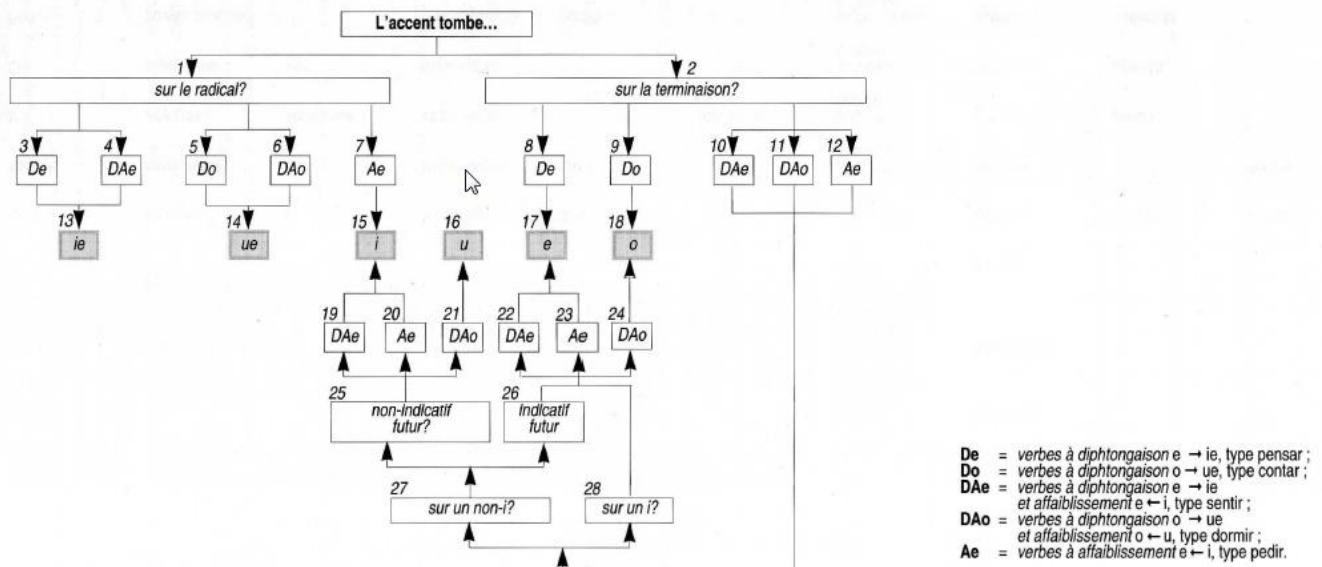 L'accent tombe...
1 2
sur le radical? sur la terminaison?
3 4 5 6 7 8 9 10 11 12
De DAe Do DAo Ae De Do DAe DAo Ae
13 14 15 16 17 18
ie ue i u e o
19 20 21 22 23 24
DAe Ae DAo DAe Ae DAo
25 26
non-indicatif indicatif
futur? futur
27 28
sur un non-i? sur un i?
De = verbes à diphtongaison e → ie, type pensar ;
Do = verbes à diphtongaison o → ue, type contar ;
DAe = verbes à diphtongaison e → ie
et affaiblissement e ← i, type sentir ;
DAo = verbes à diphtongaison o → ue
et affaiblissement o ← u, type dormir ;
Ae = verbes à affaiblissement e ← i, type pedir.